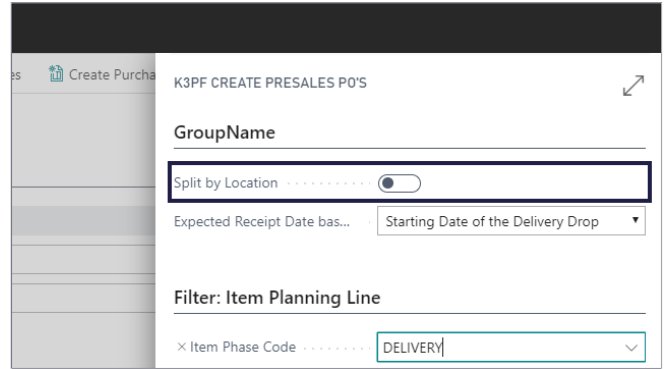 es Create Purcha
K3PF CREATE PRESALES PO'S
GroupName
Split by Location
Expected Receipt Date bas... Starting Date of the Delivery Drop
Filter: Item Planning Line
× Item Phase Code DELIVERY